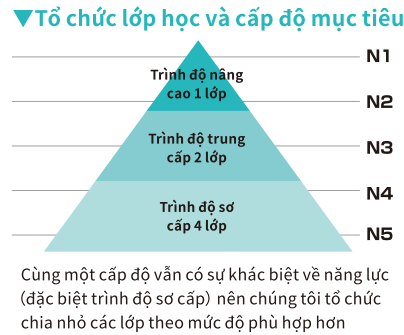 ▼Tổ chức lớp học và cấp độ mục tiêu
N1
Trình độ nâng
cao 1 lớp
N2
Trình độ trung
cấp 2 lớp
N3
N4
Trình độ sơ
cấp 4 lớp
N5
Cùng một cấp độ vẫn có sự khác biệt về năng lực
(đặc biệt trình độ sơ cấp) nên chúng tôi tổ chức
chia nhỏ các lớp theo mức độ phù hợp hơn